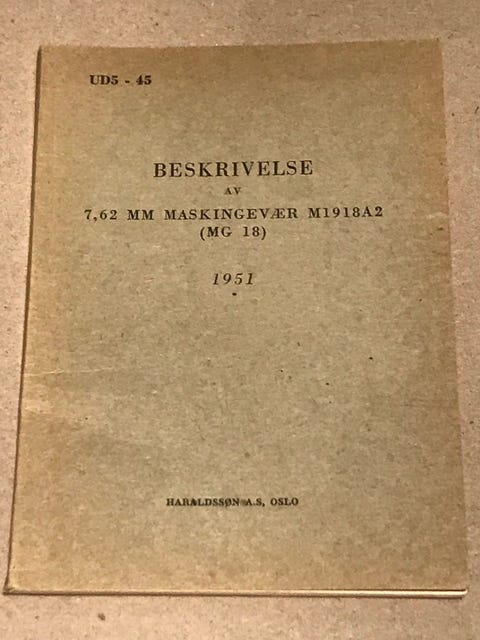 UD5 - 45
BESKRIVELSE
AV
7,62 MM MASKINGEVÆR M1918A2
(MG 18)
1951
HARALDSSØN A.S, OSLO